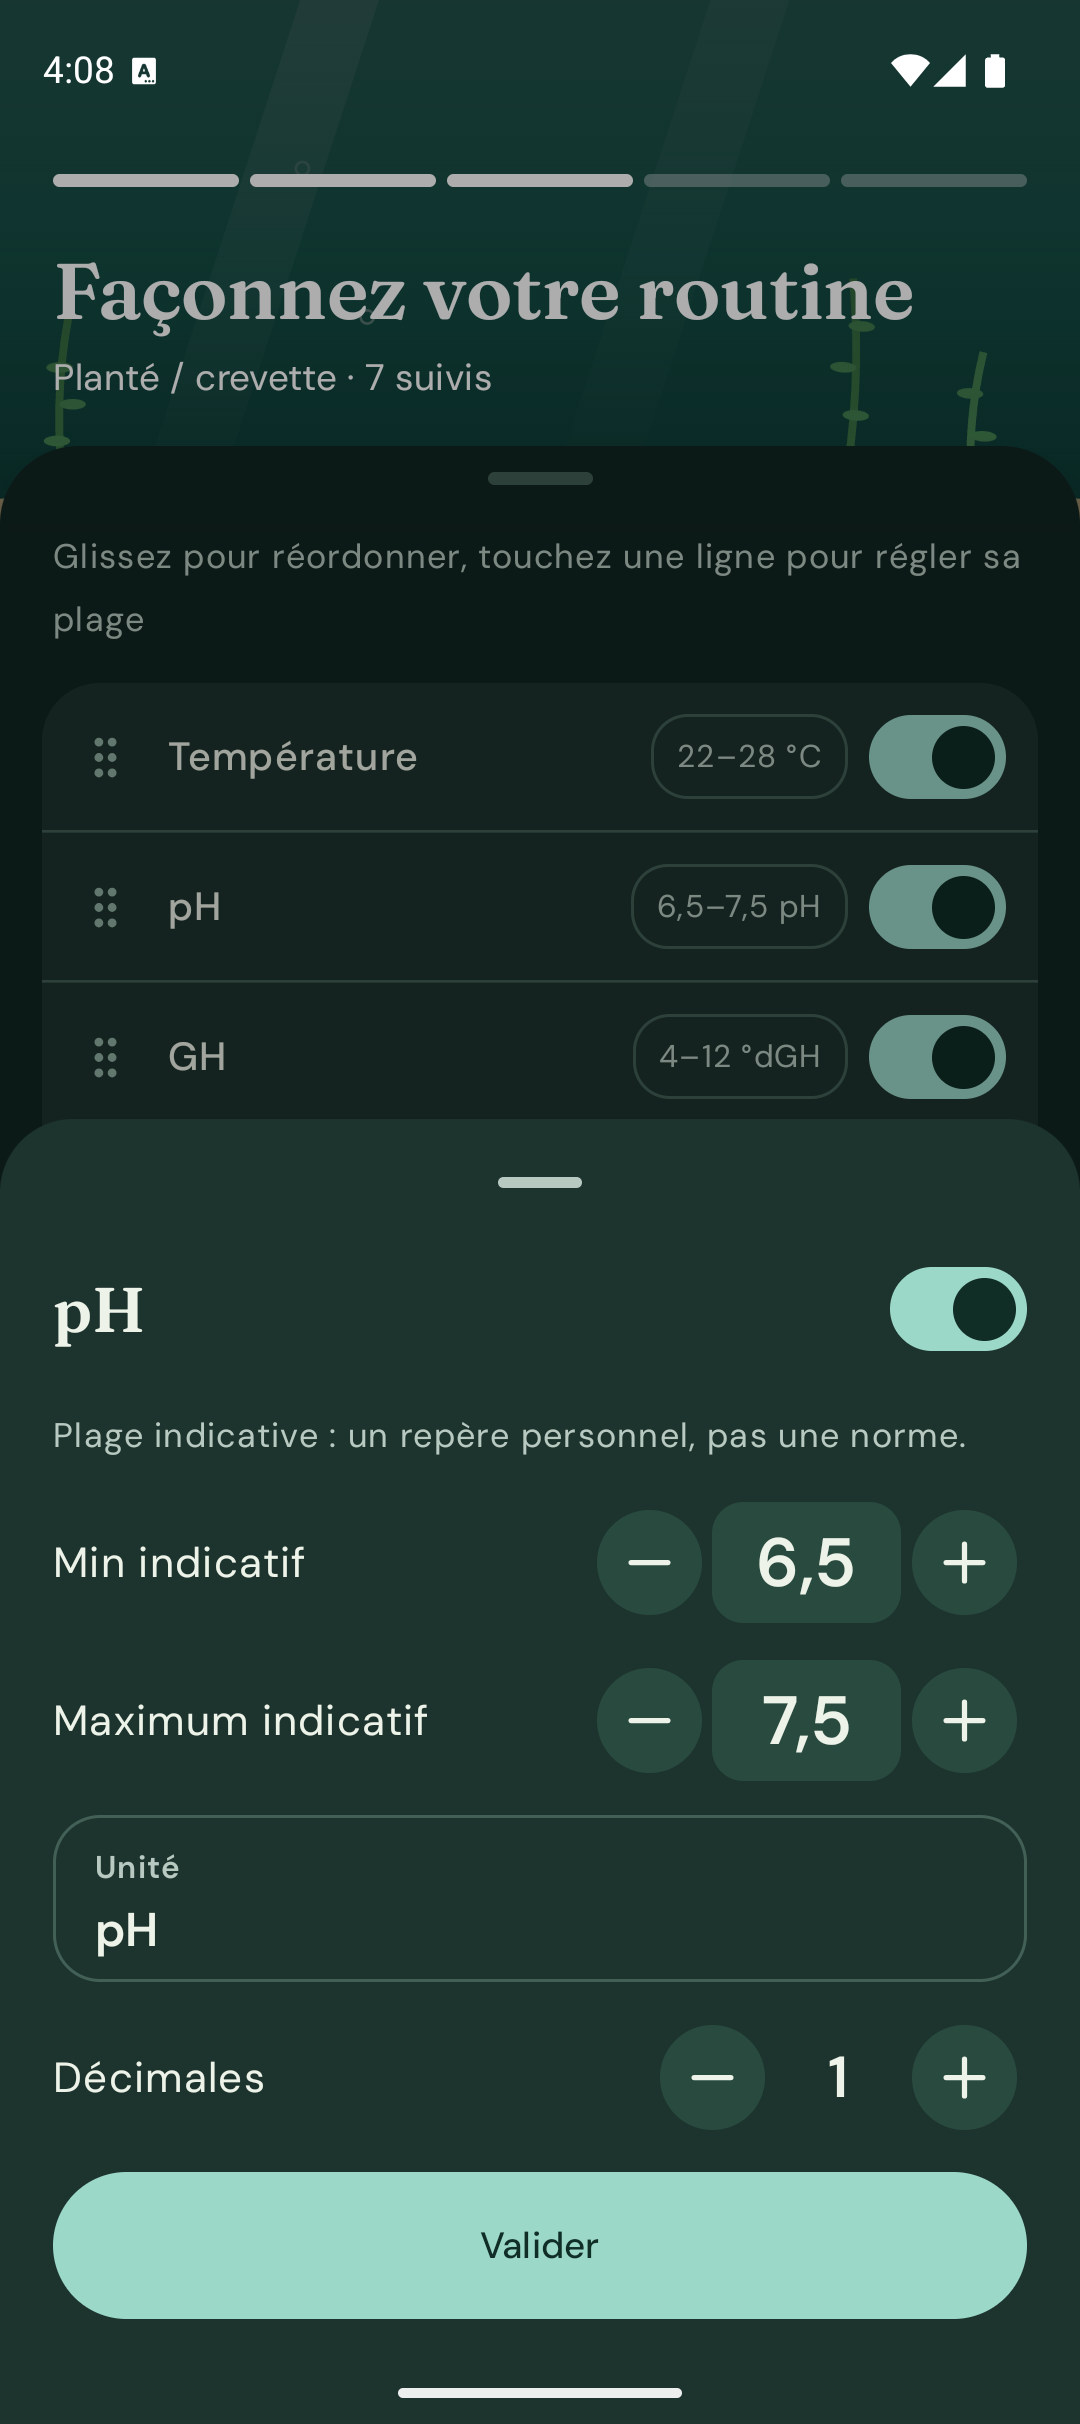 4:08
Façonnez votre routine
Planté / crevette · 7 suivis
Glissez pour réordonner, touchez une ligne pour régler sa
plage
Température 22–28 °C
pH 6,5–7,5 pH
GH 4–12 °dGH
pH
Plage indicative : un repère personnel, pas une norme.
Min indicatif 6,5
Maximum indicatif 7,5
Unité
pH
Décimales 1
Valider